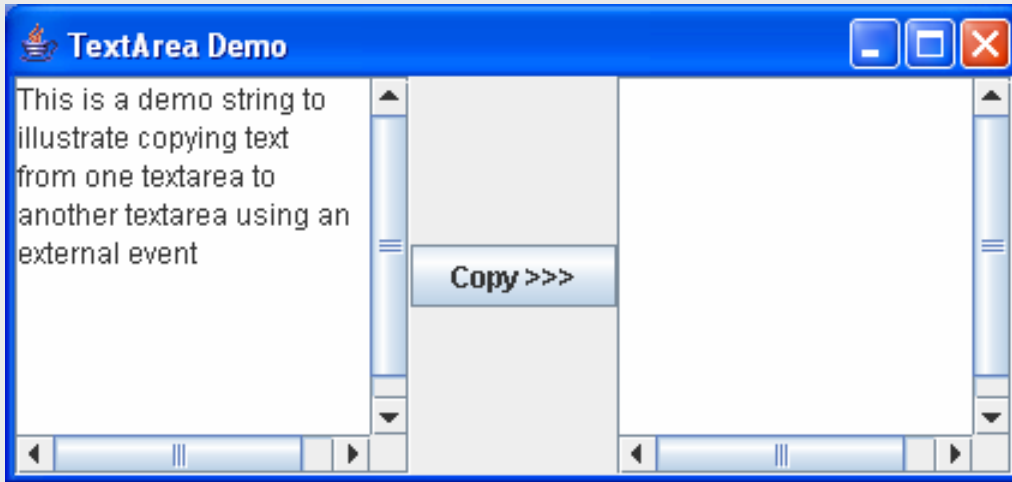 TextArea Demo
This is a demo string to
illustrate copying text
from one textarea to
another textarea using an
external event
Copy >>>